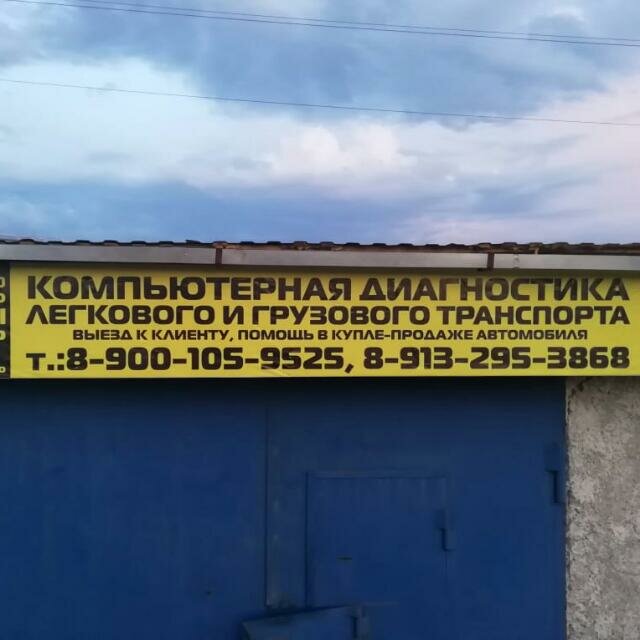 КОМПЬЮТЕРНАЯ ДИАГНОСТИКА
ЛЕГКОВОГО И ГРУЗОВОГО ТРАНСПОРТА
ВЫЕЗД К КЛИЕНТУ, ПОМОЩЬ В КУПЛЕ-ПРОДАЖЕ АВТОМОБИЛЯ
Т.:8-900-105-9525, 8-913-295-3868